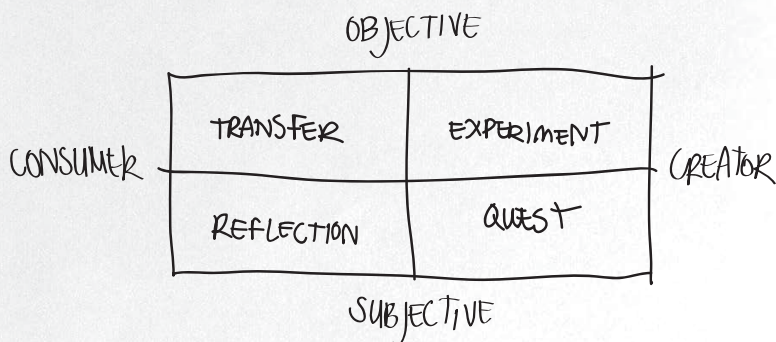 OBJECTIVE
TRANSFER EXPERIMENT
CONSUMER CREATOR
REFLECTION QUEST
SUBJECTIVE